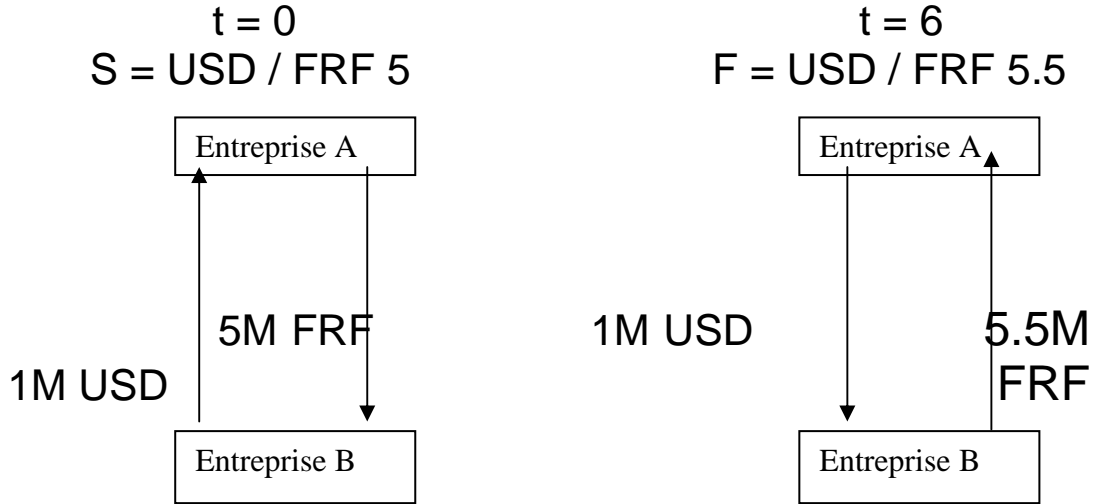 t = 0
S = USD / FRF 5
Entreprise A
5M FRF
1M USD
Entreprise B
t = 6
F = USD / FRF 5.5
Entreprise A
1M USD
5.5M
FRF
Entreprise B